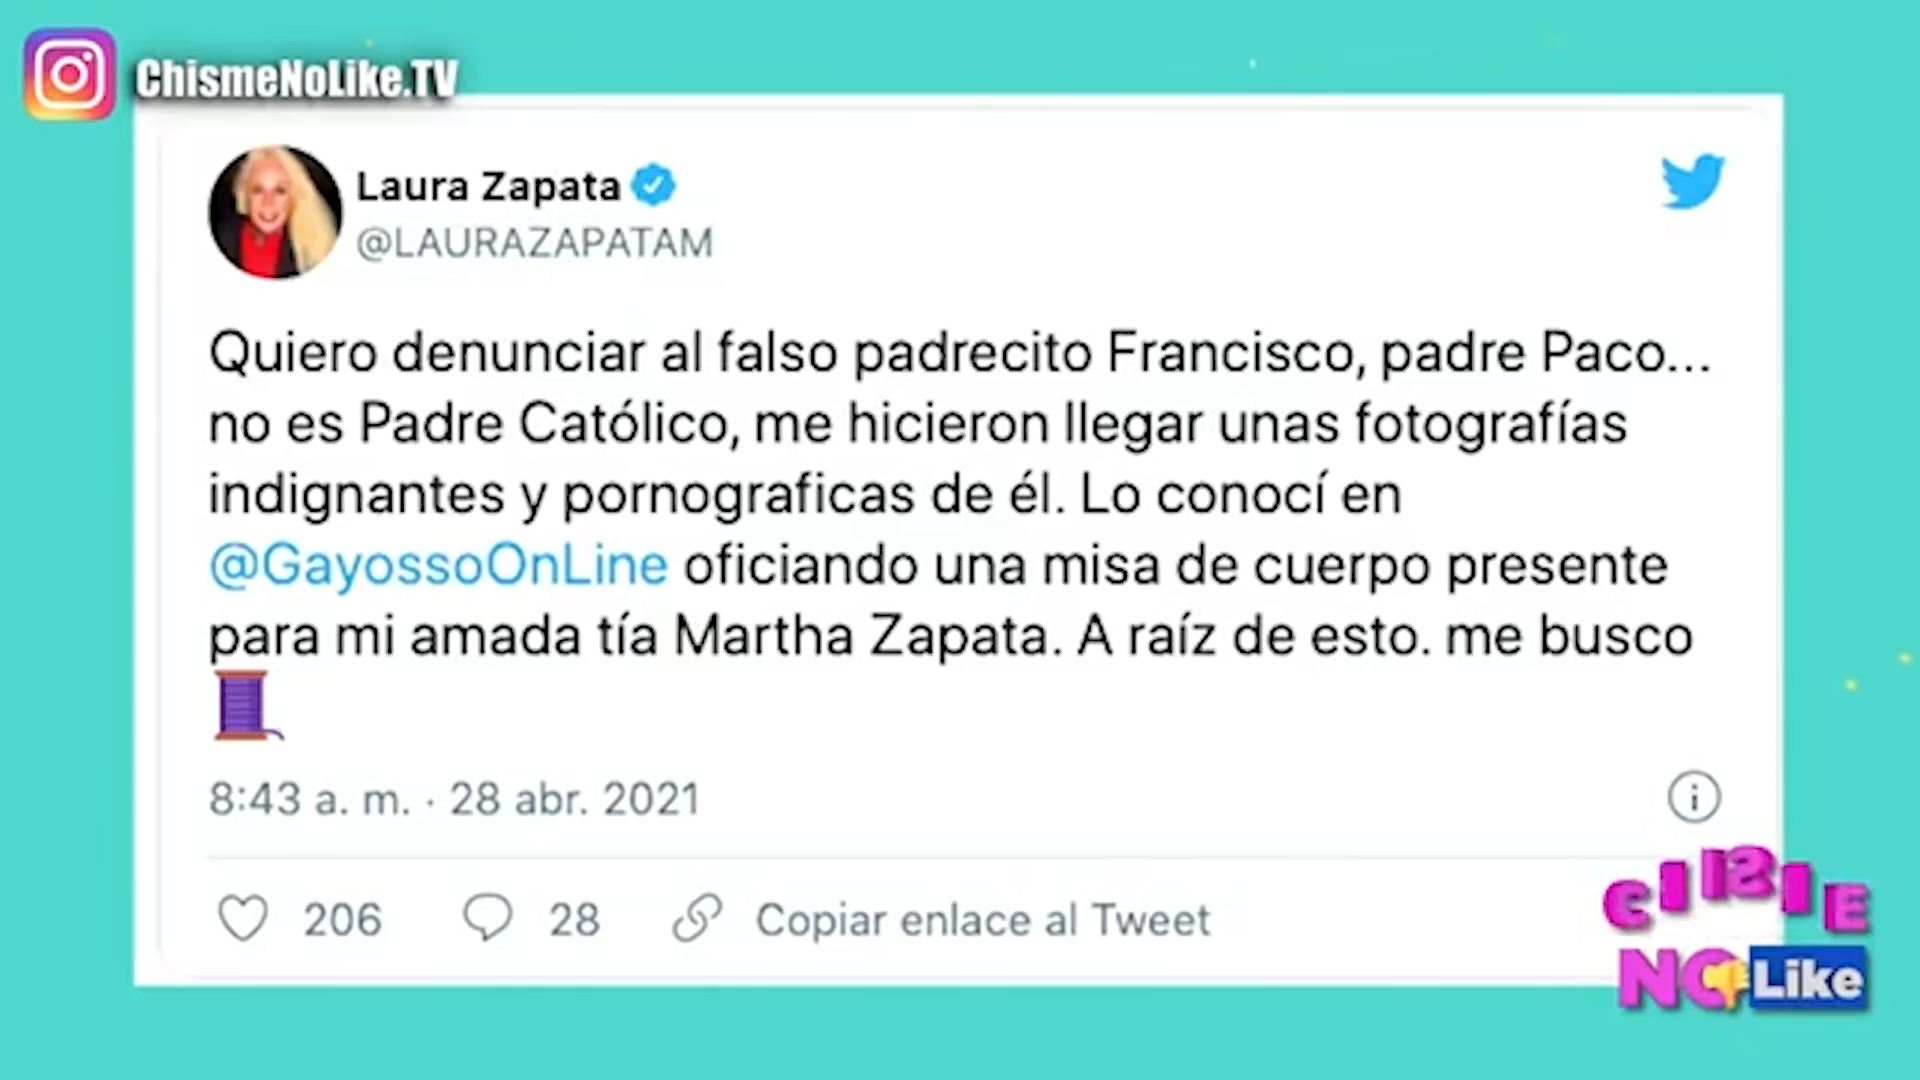 ChismeNoLike.TV
Laura Zapata
@LAURAZAPATAM
Quiero denunciar al falso padrecito Francisco, padre Paco...
no es Padre Católico, me hicieron llegar unas fotografías
indignantes y pornograficas de él. Lo conocí en
@GayossoOnLine oficiando una misa de cuerpo presente
para mi amada tía Martha Zapata. A raíz de esto. me busco
8:43 a. m. · 28 abr. 2021
206 28 Copiar enlace al Tweet
NO Like